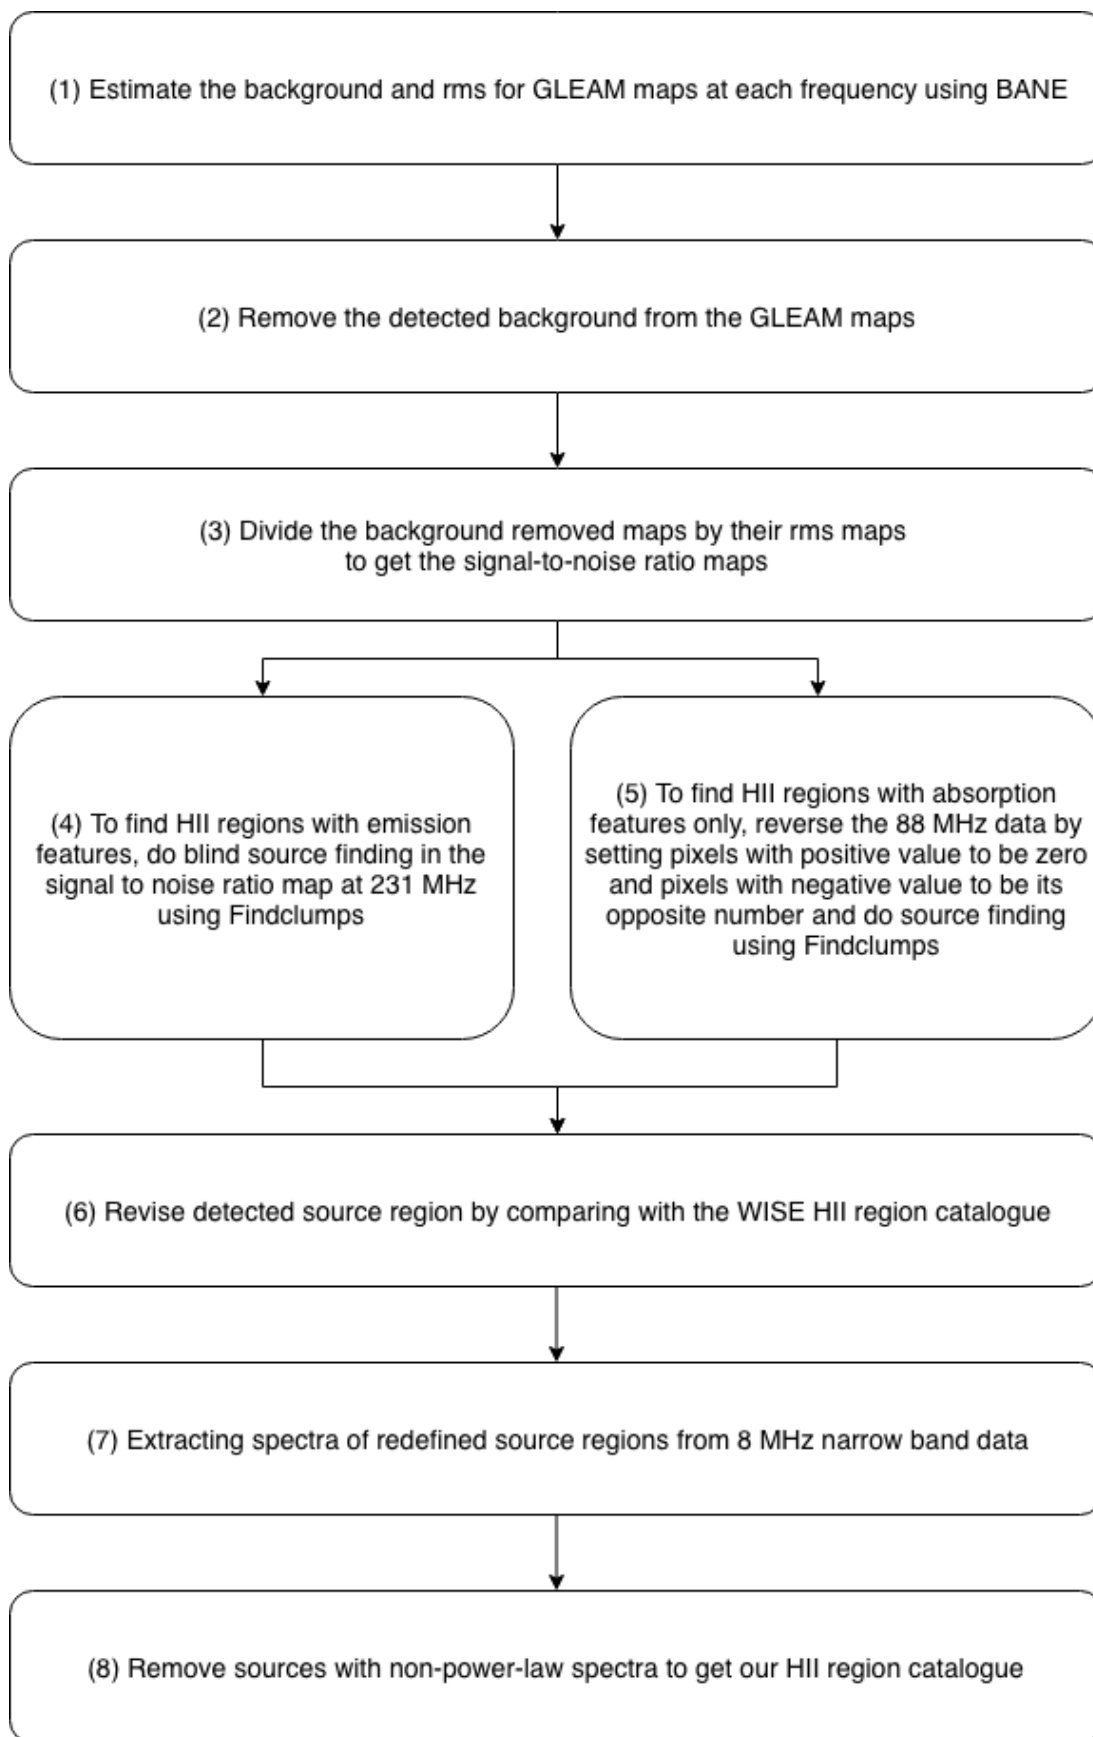 (1) Estimate the background and rms for GLEAM maps at each frequency using BANE
(2) Remove the detected background from the GLEAM maps
(3) Divide the background removed maps by their rms maps
to get the signal-to-noise ratio maps
(4) To find HII regions with emission
features, do blind source finding in the
signal to noise ratio map at 231 MHz
using Findclumps
(5) To find HII regions with absorption
features only, reverse the 88 MHz data by
setting pixels with positive value to be zero
and pixels with negative value to be its
opposite number and do source finding
using Findclumps
(6) Revise detected source region by comparing with the WISE HII region catalogue
(7) Extracting spectra of redefined source regions from 8 MHz narrow band data
(8) Remove sources with non-power-law spectra to get our HII region catalogue